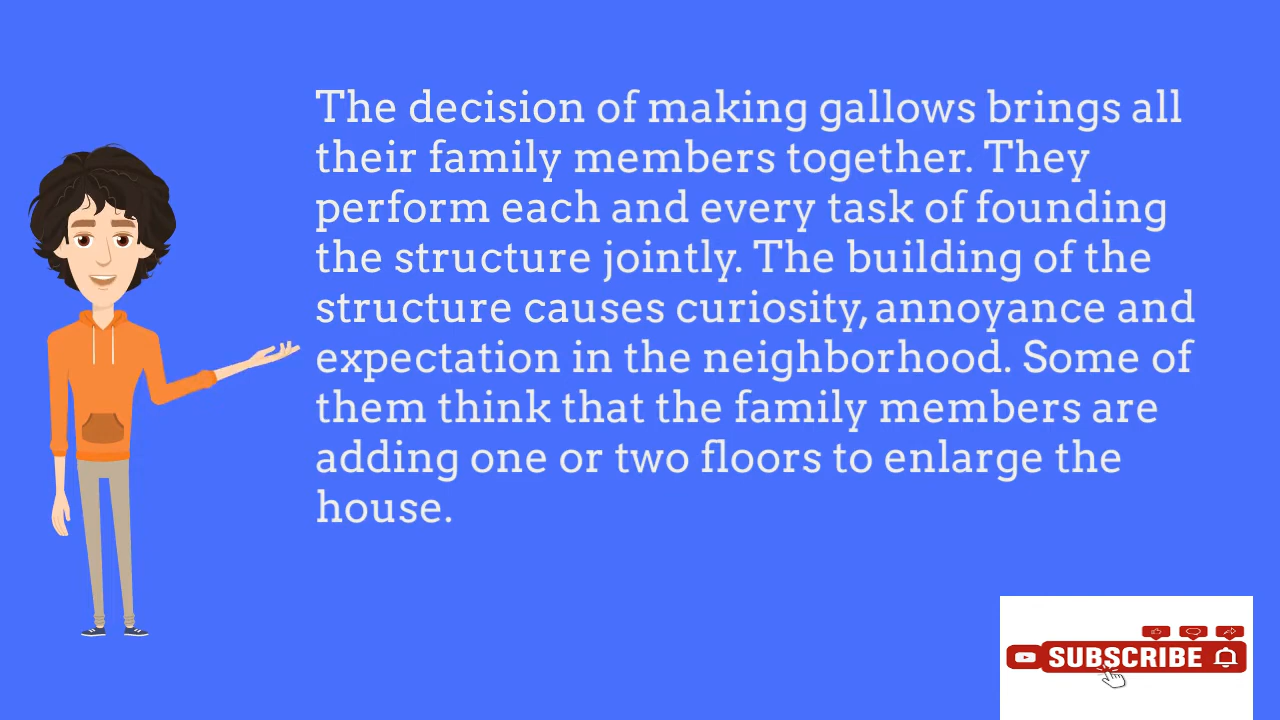 The decision of making gallows brings all
their family members together. They
perform each and every task of founding
the structure jointly. The building of the
structure causes curiosity, annoyance and
expectation in the neighborhood. Some of
them think that the family members are
adding one or two floors to enlarge the
house.
SUBSCRIBE